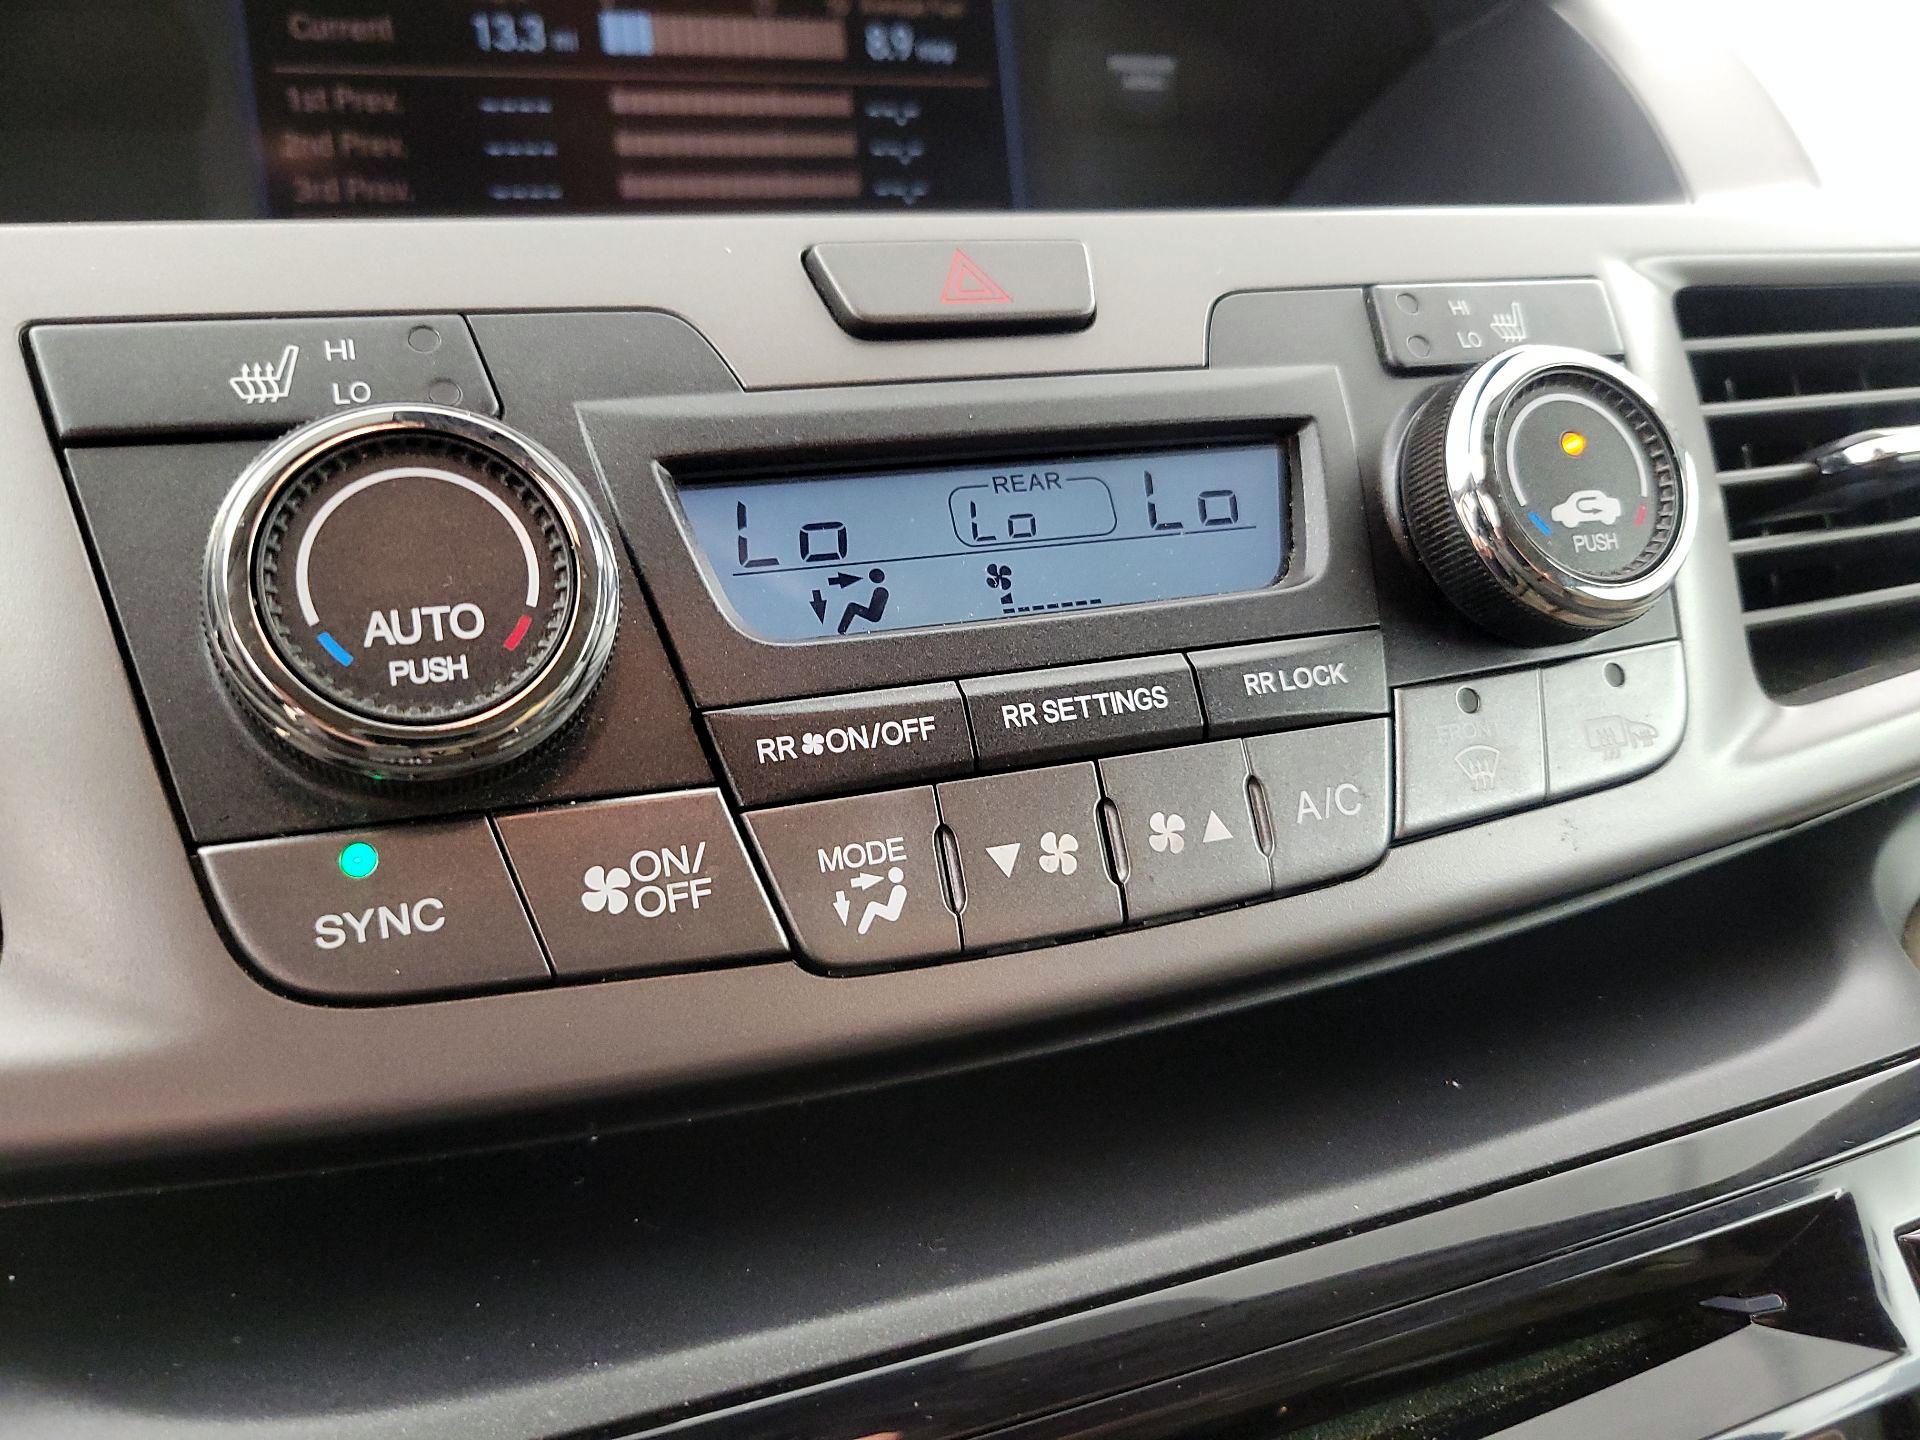 Current 13.3 MI 8.9
1st Prev. ----
2nd Prev. ----
3rd Prev. ----
HI
LO
HI
LO
Lo
REAR
Lo
Lo
AUTO
PUSH
PUSH
RR ON/OFF
RR SETTINGS
RR LOCK
FRONT
SYNC
ON/
OFF
MODE
A/C